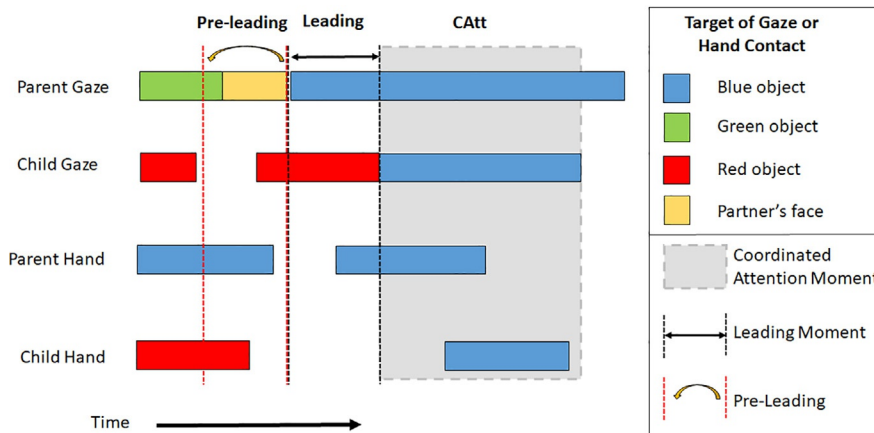 Pre-leading
Leading
CAtt
Parent Gaze
Child Gaze
Parent Hand
Child Hand
Time
Target of Gaze or
Hand Contact
Blue object
Green object
Red object
Partner's face
Coordinated
Attention Moment
Leading Moment
Pre-Leading